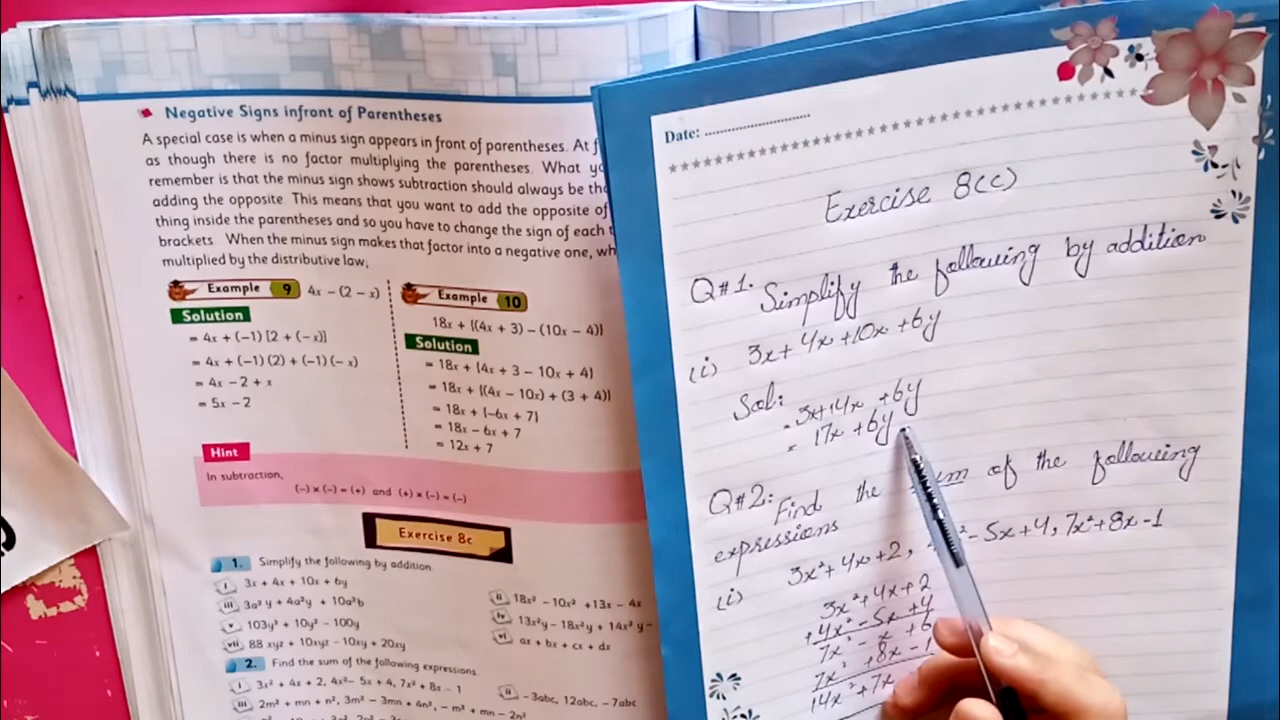 Negative Signs infront of Parentheses
A special case is when a minus sign appears in front of parentheses. At
as though there is no factor multiplying the parentheses. What
remember is that the minus sign shows subtraction should always be
adding the opposite. This means that you want to add the opposite of
thing inside the parentheses and so you have to change the sign of each
brackets. When the minus sign makes that factor into a negative one,
multiplied by the distributive law;
Example 9 4x - (2 - x)
Solution
= 4x + (-1) [2 + (-x)]
= 4x + (-1) (2) + (-1) (- x)
= 4x - 2 + x
= 5x - 2
Example 10
18x + {(4x + 3) - (10x - 4)}
Solution
= 18x + {4x + 3 - 10x + 4}
= 18x + {(4x - 10x) + (3 + 4)}
= 18x + {-6x + 7}
= 18x - 6x + 7
= 12x + 7
Hint
In subtraction,
(-) × (-) = (+) and (+) × (-) = (-)
Exercise 8c
1. Simplify the following by addition.
i 3x + 4x + 10x + 6y
ii 18x² - 10x² + 13x - 4x
iii 3a²y + 4a²y + 10a²b
iv 13x²y - 18x²y + 14x²y -
v 103y³ + 10y² - 100y
vi ax + bx + cx + dx
vii 88 xyz + 10xyz - 10xy + 20xy
2. Find the sum of the following expressions.
i 3x² + 4x + 2, 4x² - 5x + 4, 7x² + 8x - 1
ii - 3abc, 12abc, - 7abc
iii 2m² + mn + n², 3m² - 3mn + 4n², - m² + mn - 2n²
Date:
Exercise 8(c)
Q#1. Simplify the following by addition
(i) 3x + 4x + 10x + 6y
Sol:
= 3x + 14x + 6y
= 17x + 6y
Q#2: Find the of the following
expressions
(i) 3x² + 4x + 2, - 5x + 4, 7x² + 8x - 1
3x² + 4x + 2
+ 4x² - 5x + 4
7x² - x + 6
7x² + 8x -
14x² + 7x